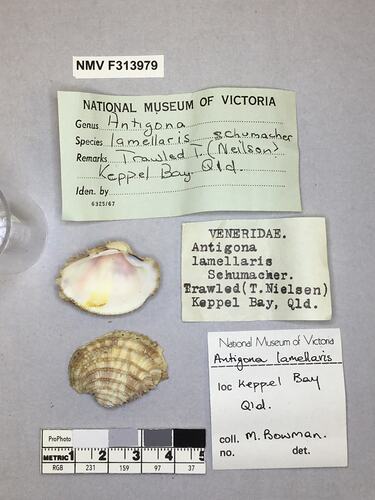 NMV F313979
NATIONAL MUSEUM OF VICTORIA
Genus Antigona
Species lamellaris schumacher
Remarks Trawled T. (Neilson?
Keppel Bay Qld.
Iden. by
6325/67
VENERIDAE.
Antigona
lamellaris
Schumacher.
Trawled(T.Nielsen)
Keppel Bay, Qld.
National Museum of Victoria
Antigona lamellaris
loc Keppel Bay
Qld.
coll. M. Bowman.
no. det.
ProPhoto
METRIC 1 2 3 4 5
RGB 231 159 97 37